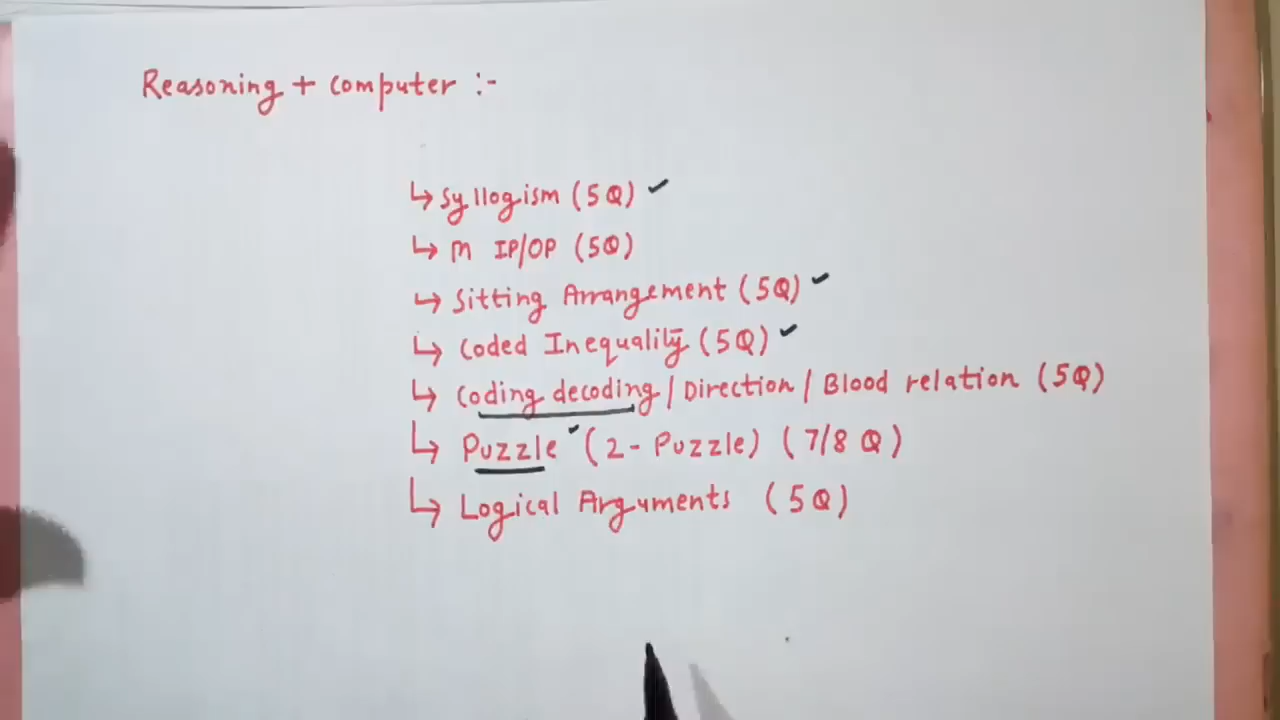 Reasoning + computer :-
↳ Syllogism (5Q) ✓
↳ m IP/OP (5Q)
↳ Sitting Arrangement (5Q) ✓
↳ Coded Inequality (5Q) ✓
↳ Coding decoding / Direction / Blood relation (5Q)
↳ Puzzle ✓ (2 - Puzzle) (7/8 Q)
↳ Logical Arguments (5Q)